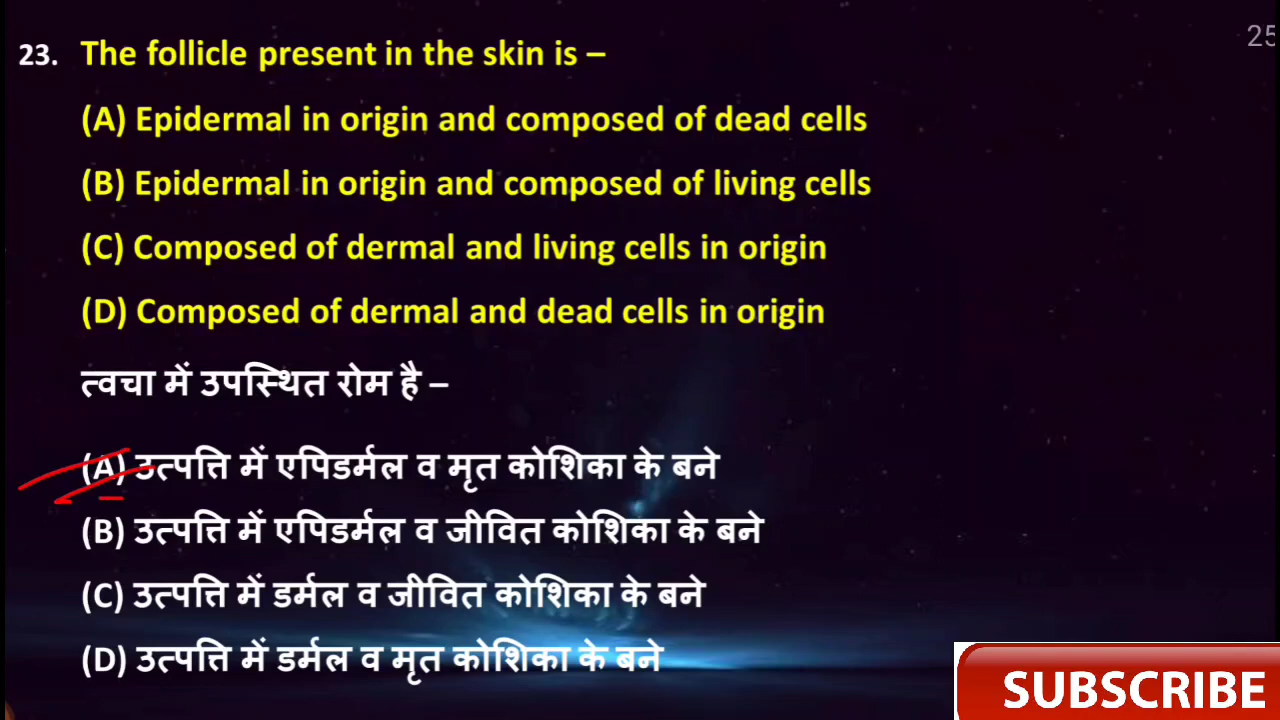 23. The follicle present in the skin is –
25
(A) Epidermal in origin and composed of dead cells
(B) Epidermal in origin and composed of living cells
(C) Composed of dermal and living cells in origin
(D) Composed of dermal and dead cells in origin
त्वचा में उपस्थित रोम है –
(A) उत्पत्ति में एपिडर्मल व मृत कोशिका के बने
(B) उत्पत्ति में एपिडर्मल व जीवित कोशिका के बने
(C) उत्पत्ति में डर्मल व जीवित कोशिका के बने
(D) उत्पत्ति में डर्मल व मृत कोशिका के बने
SUBSCRIBE